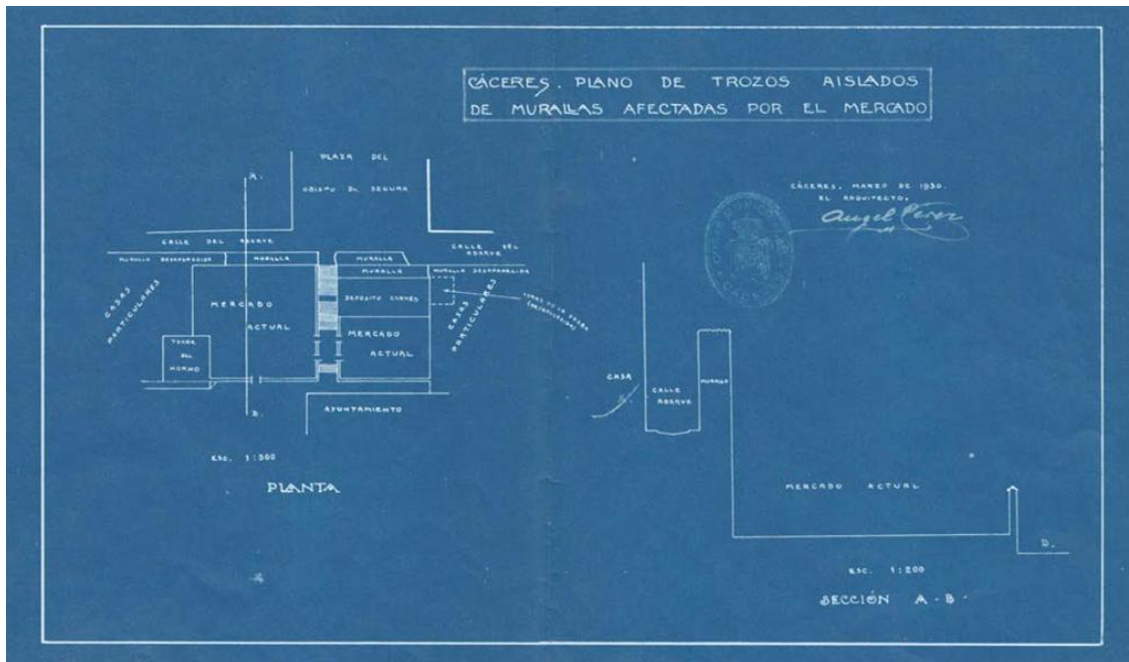 CÁCERES. PLANO DE TROZOS AISLADOS
DE MURALLAS AFECTADAS POR EL MERCADO
CÁCERES, MARZO DE 1930.
EL ARQUITECTO,
Angel Pérez
PLAZA DEL
OBISPO DE SEGURA
A.
CALLE DEL ADARVE
CALLE DEL
ADARVE
MURALLA DESAPARECIDA
MURALLA
MURALLA
MURALLA
MURALLA DESAPARECIDA
CASAS
PARTICULARES
MERCADO
ACTUAL
DEPÓSITO CARNES
MERCADO
ACTUAL
CASAS
PARTICULARES
(DESAPARECIDA)
TORRE
DEL
HORNO
B.
AYUNTAMIENTO
ESC. 1:500
PLANTA
CASA
A.
CALLE
ADARVE
MURALLA
MERCADO ACTUAL
B.
ESC. 1:200
SECCIÓN A-B